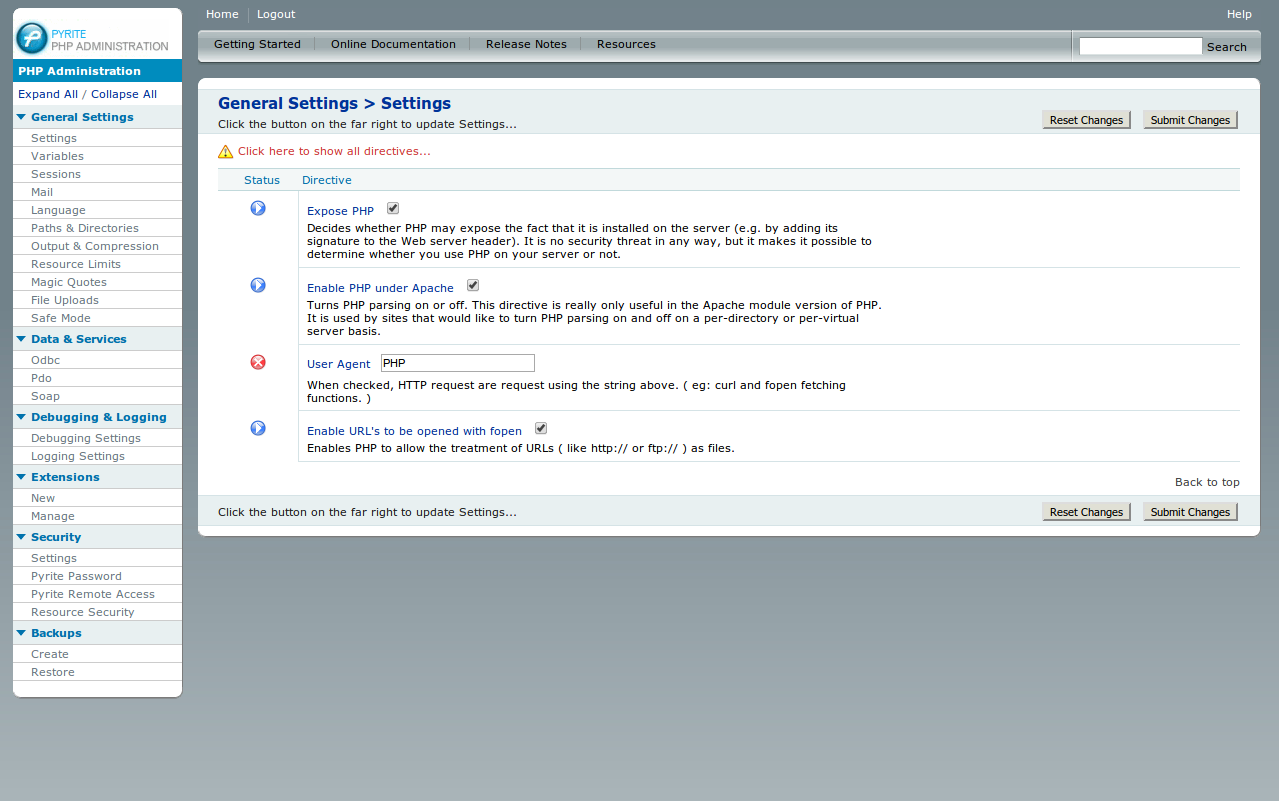 PYRITE
PHP ADMINISTRATION
PHP Administration
Expand All / Collapse All
General Settings
Settings
Variables
Sessions
Mail
Language
Paths & Directories
Output & Compression
Resource Limits
Magic Quotes
File Uploads
Safe Mode
Data & Services
Odbc
Pdo
Soap
Debugging & Logging
Debugging Settings
Logging Settings
Extensions
New
Manage
Security
Settings
Pyrite Password
Pyrite Remote Access
Resource Security
Backups
Create
Restore
Home Logout Help
Getting Started Online Documentation Release Notes Resources Search
General Settings > Settings
Click the button on the far right to update Settings...
Reset Changes Submit Changes
Click here to show all directives...
Status Directive
Expose PHP
Decides whether PHP may expose the fact that it is installed on the server (e.g. by adding its
signature to the Web server header). It is no security threat in any way, but it makes it possible to
determine whether you use PHP on your server or not.
Enable PHP under Apache
Turns PHP parsing on or off. This directive is really only useful in the Apache module version of PHP.
It is used by sites that would like to turn PHP parsing on and off on a per-directory or per-virtual
server basis.
User Agent PHP
When checked, HTTP request are request using the string above. ( eg: curl and fopen fetching
functions. )
Enable URL's to be opened with fopen
Enables PHP to allow the treatment of URLs ( like http:// or ftp:// ) as files.
Back to top
Click the button on the far right to update Settings...
Reset Changes Submit Changes